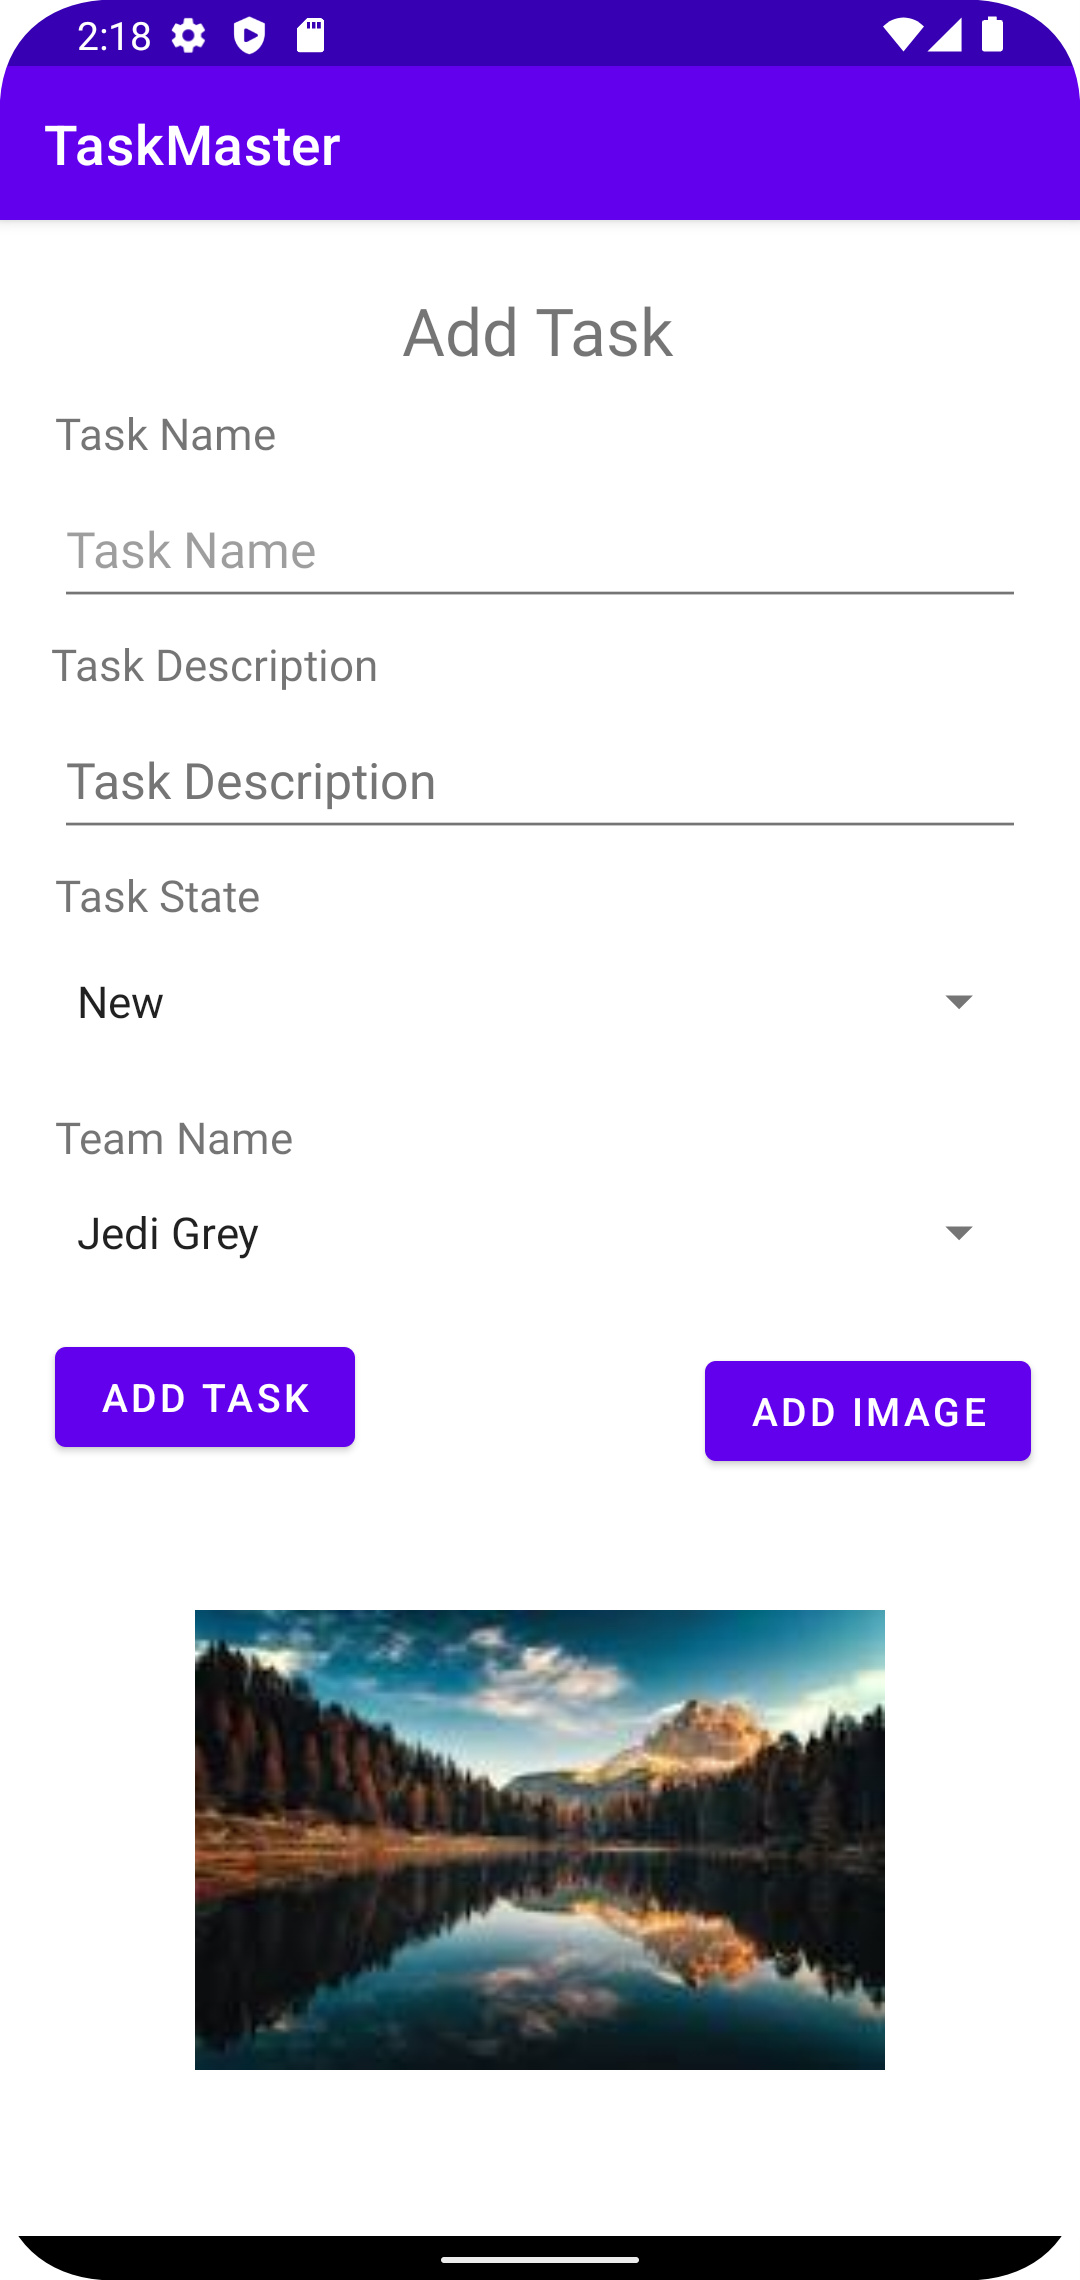 2:18
TaskMaster
Add Task
Task Name
Task Name
Task Description
Task Description
Task State
New
Team Name
Jedi Grey
ADD TASK
ADD IMAGE